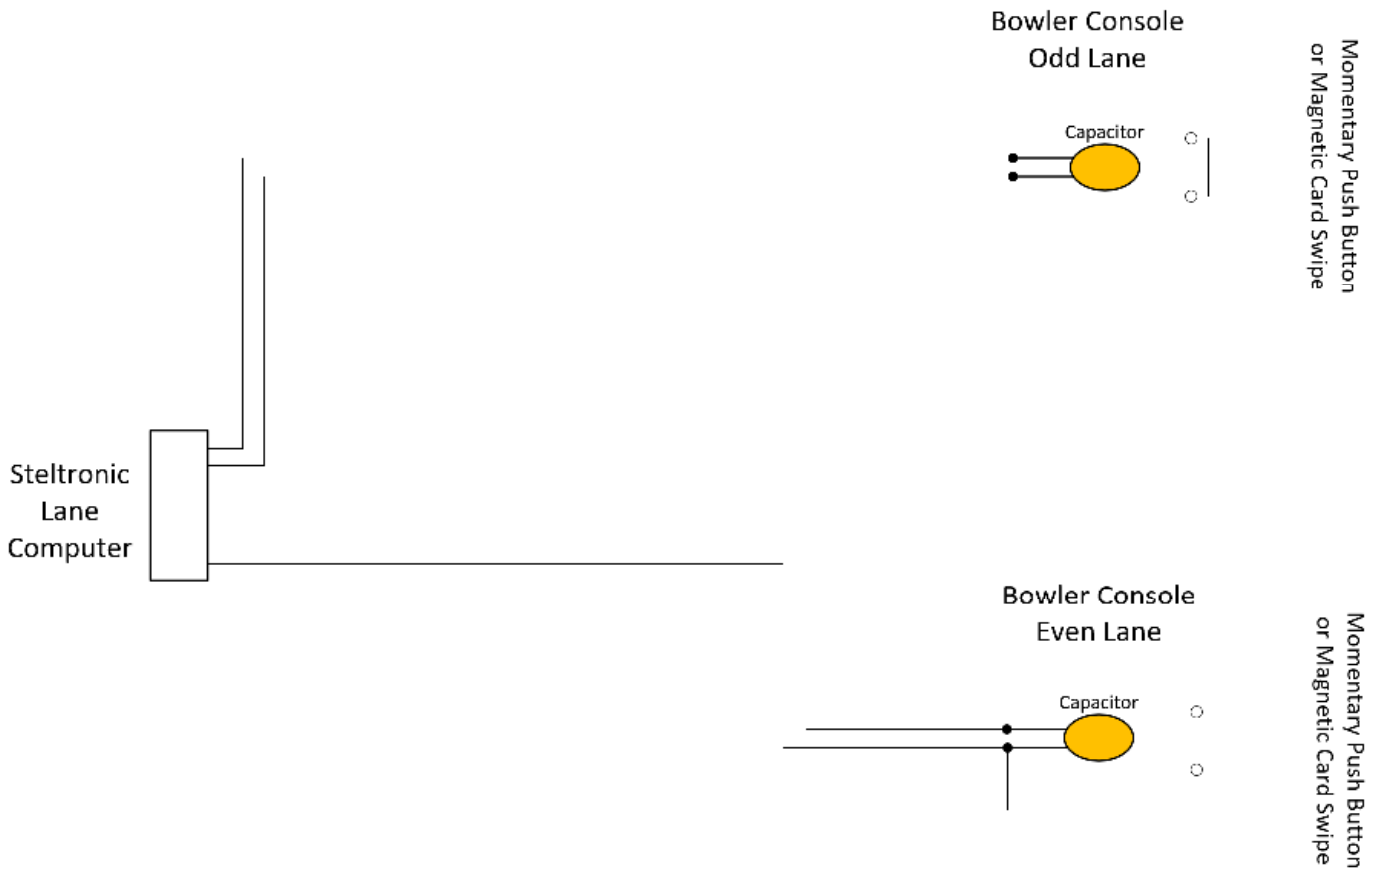 Bowler Console
Odd Lane
Capacitor
Momentary Push Button
or Magnetic Card Swipe
Steltronic
Lane
Computer
Bowler Console
Even Lane
Capacitor
Momentary Push Button
or Magnetic Card Swipe